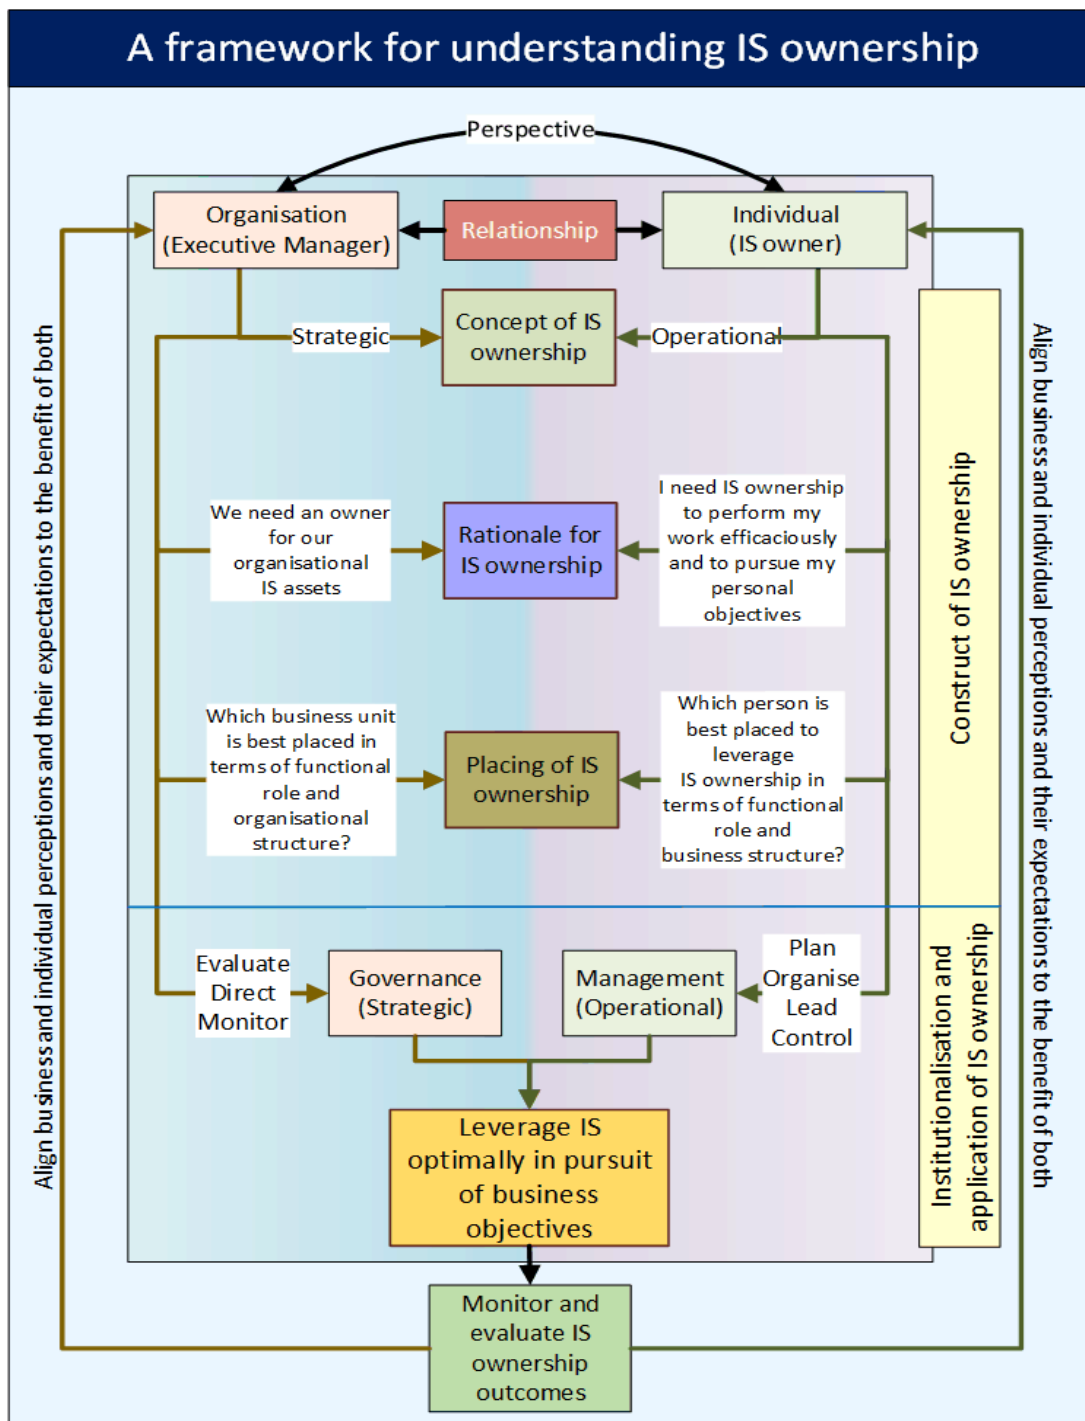 A framework for understanding IS ownership
Perspective
Organisation
(Executive Manager)
Relationship
Individual
(IS owner)
Strategic
Concept of IS
ownership
Operational
We need an owner
for our
organisational
IS assets
Rationale for
IS ownership
I need IS ownership
to perform my
work efficaciously
and to pursue my
personal
objectives
Which business unit
is best placed in
terms of functional
role and
organisational
structure?
Placing of IS
ownership
Which person is
best placed to
leverage
IS ownership in
terms of functional
role and
business structure?
Evaluate
Direct
Monitor
Governance
(Strategic)
Management
(Operational)
Plan
Organise
Lead
Control
Leverage IS
optimally in pursuit
of business
objectives
Monitor and
evaluate IS
ownership
outcomes
Align business and individual perceptions and their expectations to the benefit of both
Construct of IS ownership
Institutionalisation and
application of IS ownership
Align business and individual perceptions and their expectations to the benefit of both